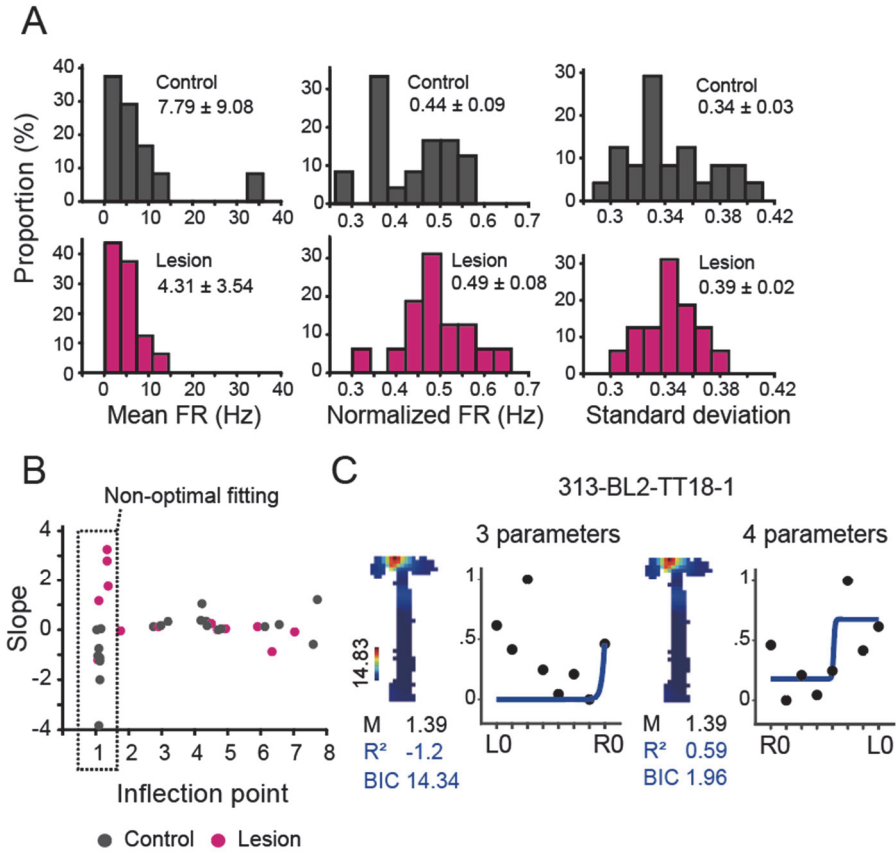 A
Proportion (%)
40
30
20
10
0
Control
7.79 ± 9.08
0 10 20 30 40
30
20
10
0
Control
0.44 ± 0.09
0.3 0.4 0.5 0.6 0.7
30
20
10
0
Control
0.34 ± 0.03
0.3 0.34 0.38 0.42
40
30
20
10
0
Lesion
4.31 ± 3.54
0 10 20 30 40
Mean FR (Hz)
30
20
10
0
Lesion
0.49 ± 0.08
0.3 0.4 0.5 0.6 0.7
Normalized FR (Hz)
30
20
10
0
Lesion
0.39 ± 0.02
0.3 0.34 0.38 0.42
Standard deviation
B
Non-optimal fitting
Slope
4
2
0
-2
-4
1 2 3 4 5 6 7 8
Inflection point
Control Lesion
C
313-BL2-TT18-1
3 parameters
14.83
M 1.39
R² -1.2
BIC 14.34
1
.5
0
L0 R0
4 parameters
M 1.39
R² 0.59
BIC 1.96
1
.5
0
R0 L0